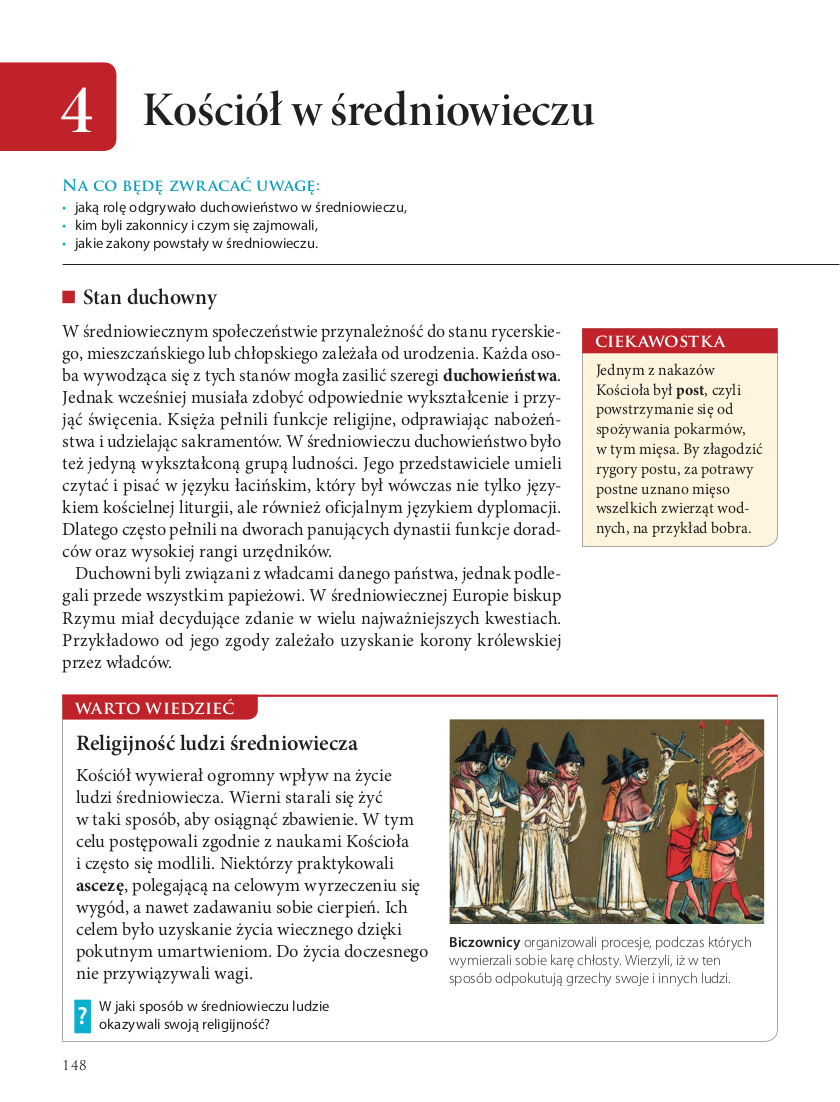 4
Kościół w średniowieczu
Na co będę zwracać uwagę:
• jaką rolę odgrywało duchowieństwo w średniowieczu,
• kim byli zakonnicy i czym się zajmowali,
• jakie zakony powstały w średniowieczu.
Stan duchowny
W średniowiecznym społeczeństwie przynależność do stanu rycerskie-
go, mieszczańskiego lub chłopskiego zależała od urodzenia. Każda oso-
ba wywodząca się z tych stanów mogła zasilić szeregi duchowieństwa.
Jednak wcześniej musiała zdobyć odpowiednie wykształcenie i przy-
jąć święcenia. Księża pełnili funkcje religijne, odprawiając nabożeń-
stwa i udzielając sakramentów. W średniowieczu duchowieństwo było
też jedyną wykształconą grupą ludności. Jego przedstawiciele umieli
czytać i pisać w języku łacińskim, który był wówczas nie tylko języ-
kiem kościelnej liturgii, ale również oficjalnym językiem dyplomacji.
Dlatego często pełnili na dworach panujących dynastii funkcje dorad-
ców oraz wysokiej rangi urzędników.
Duchowni byli związani z władcami danego państwa, jednak podle-
gali przede wszystkim papieżowi. W średniowiecznej Europie biskup
Rzymu miał decydujące zdanie w wielu najważniejszych kwestiach.
Przykładowo od jego zgody zależało uzyskanie korony królewskiej
przez władców.
CIEKAWOSTKA
Jednym z nakazów
Kościoła był post, czyli
powstrzymanie się od
spożywania pokarmów,
w tym mięsa. By złagodzić
rygory postu, za potrawy
postne uznano mięso
wszelkich zwierząt wod-
nych, na przykład bobra.
WARTO WIEDZIEĆ
Religijność ludzi średniowiecza
Kościół wywierał ogromny wpływ na życie
ludzi średniowiecza. Wierni starali się żyć
w taki sposób, aby osiągnąć zbawienie. W tym
celu postępowali zgodnie z naukami Kościoła
i często się modlili. Niektórzy praktykowali
ascezę, polegającą na celowym wyrzeczeniu się
wygód, a nawet zadawaniu sobie cierpień. Ich
celem było uzyskanie życia wiecznego dzięki
pokutnym umartwieniom. Do życia doczesnego
nie przywiązywali wagi.
? W jaki sposób w średniowieczu ludzie
okazywali swoją religijność?
Biczownicy organizowali procesje, podczas których
wymierzali sobie karę chłosty. Wierzyli, iż w ten
sposób odpokutują grzechy swoje i innych ludzi.
148